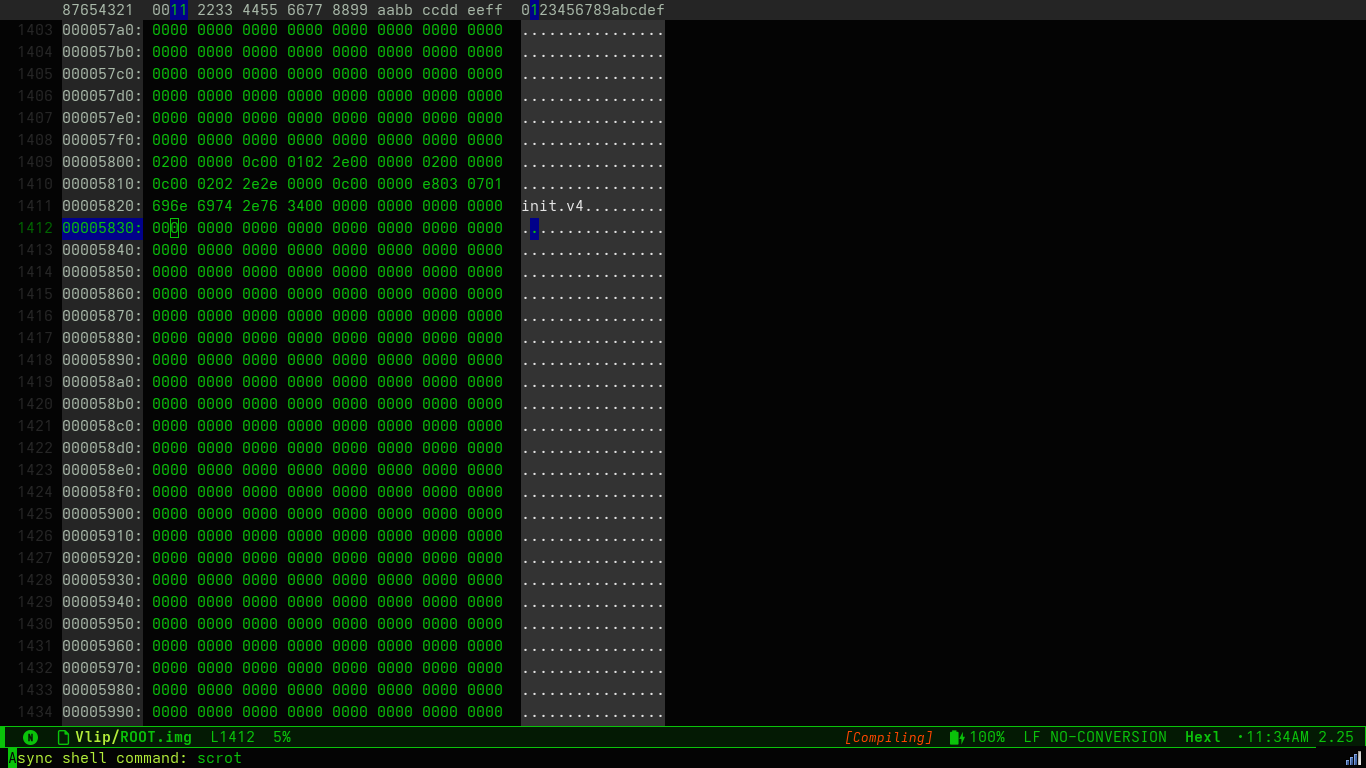 87654321  0011 2233 4455 6677 8899 aabb ccdd eeff  0123456789abcdef
1403 000057a0: 0000 0000 0000 0000 0000 0000 0000 0000  ................
1404 000057b0: 0000 0000 0000 0000 0000 0000 0000 0000  ................
1405 000057c0: 0000 0000 0000 0000 0000 0000 0000 0000  ................
1406 000057d0: 0000 0000 0000 0000 0000 0000 0000 0000  ................
1407 000057e0: 0000 0000 0000 0000 0000 0000 0000 0000  ................
1408 000057f0: 0000 0000 0000 0000 0000 0000 0000 0000  ................
1409 00005800: 0200 0000 0c00 0102 2e00 0000 0200 0000  ................
1410 00005810: 0c00 0202 2e2e 0000 0c00 0000 e803 0701  ................
1411 00005820: 696e 6974 2e76 3400 0000 0000 0000 0000  init.v4.........
1412 00005830: 0000 0000 0000 0000 0000 0000 0000 0000  ................
1413 00005840: 0000 0000 0000 0000 0000 0000 0000 0000  ................
1414 00005850: 0000 0000 0000 0000 0000 0000 0000 0000  ................
1415 00005860: 0000 0000 0000 0000 0000 0000 0000 0000  ................
1416 00005870: 0000 0000 0000 0000 0000 0000 0000 0000  ................
1417 00005880: 0000 0000 0000 0000 0000 0000 0000 0000  ................
1418 00005890: 0000 0000 0000 0000 0000 0000 0000 0000  ................
1419 000058a0: 0000 0000 0000 0000 0000 0000 0000 0000  ................
1420 000058b0: 0000 0000 0000 0000 0000 0000 0000 0000  ................
1421 000058c0: 0000 0000 0000 0000 0000 0000 0000 0000  ................
1422 000058d0: 0000 0000 0000 0000 0000 0000 0000 0000  ................
1423 000058e0: 0000 0000 0000 0000 0000 0000 0000 0000  ................
1424 000058f0: 0000 0000 0000 0000 0000 0000 0000 0000  ................
1425 00005900: 0000 0000 0000 0000 0000 0000 0000 0000  ................
1426 00005910: 0000 0000 0000 0000 0000 0000 0000 0000  ................
1427 00005920: 0000 0000 0000 0000 0000 0000 0000 0000  ................
1428 00005930: 0000 0000 0000 0000 0000 0000 0000 0000  ................
1429 00005940: 0000 0000 0000 0000 0000 0000 0000 0000  ................
1430 00005950: 0000 0000 0000 0000 0000 0000 0000 0000  ................
1431 00005960: 0000 0000 0000 0000 0000 0000 0000 0000  ................
1432 00005970: 0000 0000 0000 0000 0000 0000 0000 0000  ................
1433 00005980: 0000 0000 0000 0000 0000 0000 0000 0000  ................
1434 00005990: 0000 0000 0000 0000 0000 0000 0000 0000  ................
N Vlip/ROOT.img L1412 5% [Compiling] 100% LF NO-CONVERSION Hexl ·11:34AM 2.25
Async shell command: scrot